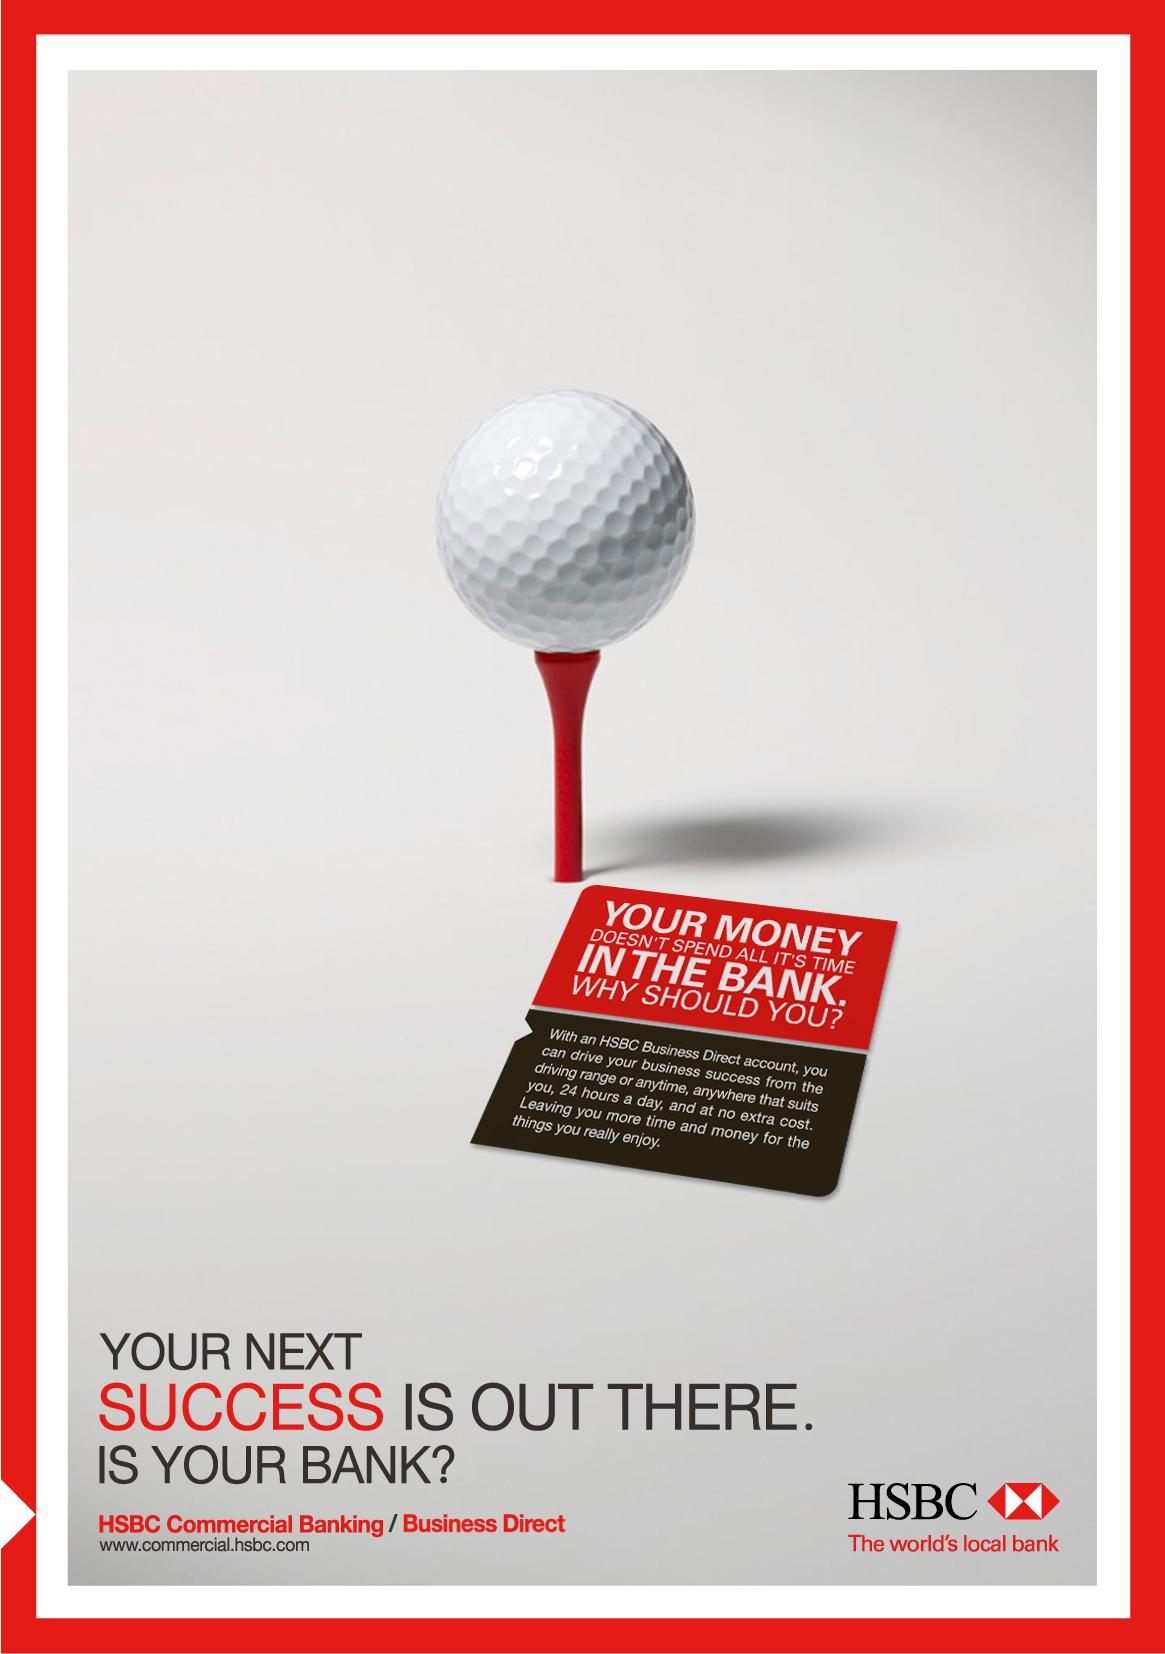 YOUR MONEY
DOESN'T SPEND ALL IT'S TIME
IN THE BANK.
WHY SHOULD YOU?
With an HSBC Business Direct account, you
can drive your business success from the
driving range or anytime, anywhere that suits
you, 24 hours a day, and at no extra cost.
Leaving you more time and money for the
things you really enjoy.
YOUR NEXT
SUCCESS IS OUT THERE.
IS YOUR BANK?
HSBC Commercial Banking / Business Direct
www.commercial.hsbc.com
HSBC
The world's local bank